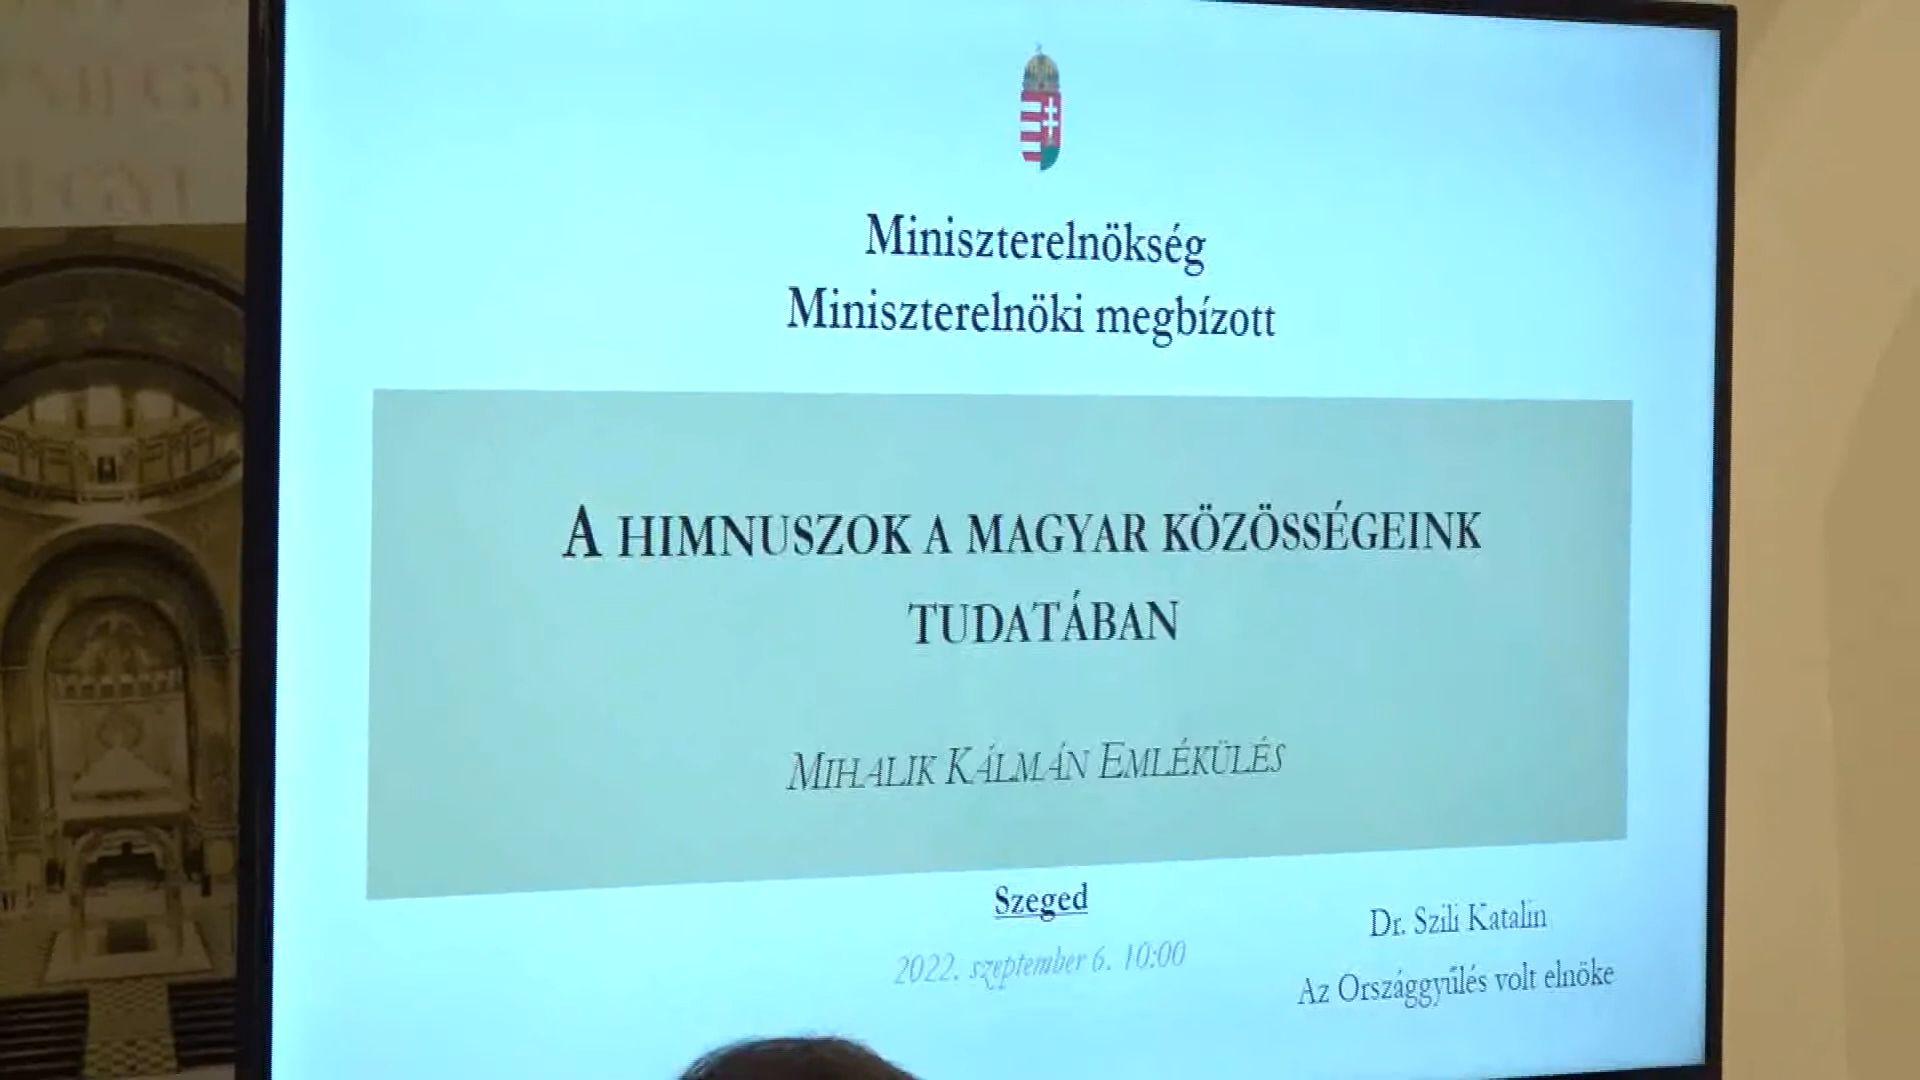 Miniszterelnökség
Miniszterelnöki megbízott
A HIMNUSZOK A MAGYAR KÖZÖSSÉGEINK
TUDATÁBAN
MIHALIK KÁLMÁN EMLÉKÜLÉS
Szeged
2022. szeptember 6. 10:00
Dr. Szili Katalin
Az Országgyűlés volt elnöke